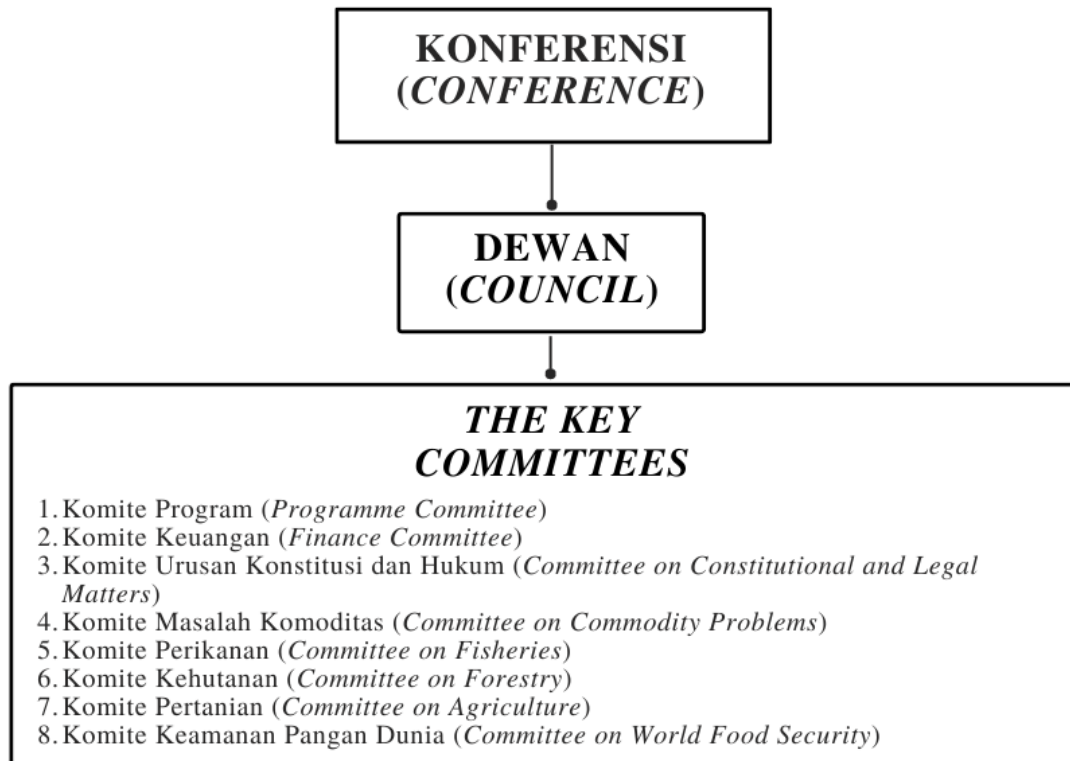 KONFERENSI
(CONFERENCE)
DEWAN
(COUNCIL)
THE KEY
COMMITTEES
1. Komite Program (Programme Committee)
2. Komite Keuangan (Finance Committee)
3. Komite Urusan Konstitusi dan Hukum (Committee on Constitutional and Legal
Matters)
4. Komite Masalah Komoditas (Committee on Commodity Problems)
5. Komite Perikanan (Committee on Fisheries)
6. Komite Kehutanan (Committee on Forestry)
7. Komite Pertanian (Committee on Agriculture)
8. Komite Keamanan Pangan Dunia (Committee on World Food Security)